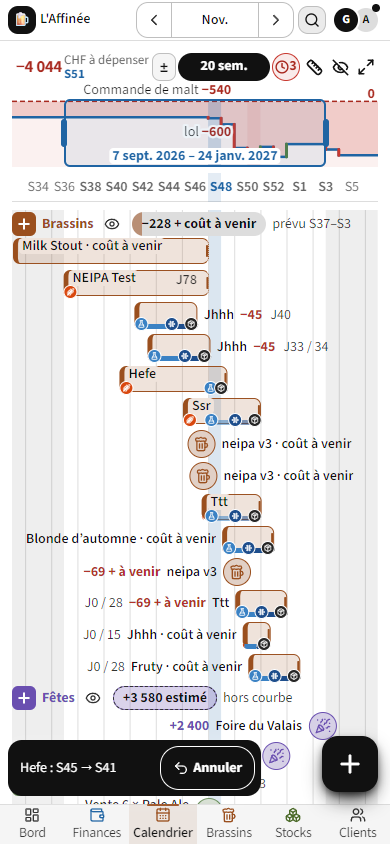 L'Affinée
Nov.
G
A
−4 044 CHF à dépenser
S51
±
20 sem.
3
Commande de malt −540
0
lol −600
7 sept. 2026 – 24 janv. 2027
S34 S36 S38 S40 S42 S44 S46 S48 S50 S52 S1 S3 S5
Brassins
−228 + coût à venir
prévu S37–S3
Milk Stout · coût à venir
NEIPA Test J78
Jhhh −45 J40
Jhhh −45 J33 / 34
Hefe
Ssr
neipa v3 · coût à venir
neipa v3 · coût à venir
Ttt
Blonde d'automne · coût à venir
−69 + à venir neipa v3
J0 / 28 −69 + à venir Ttt
J0 / 15 Jhhh · coût à venir
J0 / 28 Fruty · coût à venir
Fêtes
+3 580 estimé
hors courbe
+2 400 Foire du Valais
Hefe : S45 → S41
Annuler
3
Vente 6 × Pale Ale
Bord
Finances
Calendrier
Brassins
Stocks
Clients